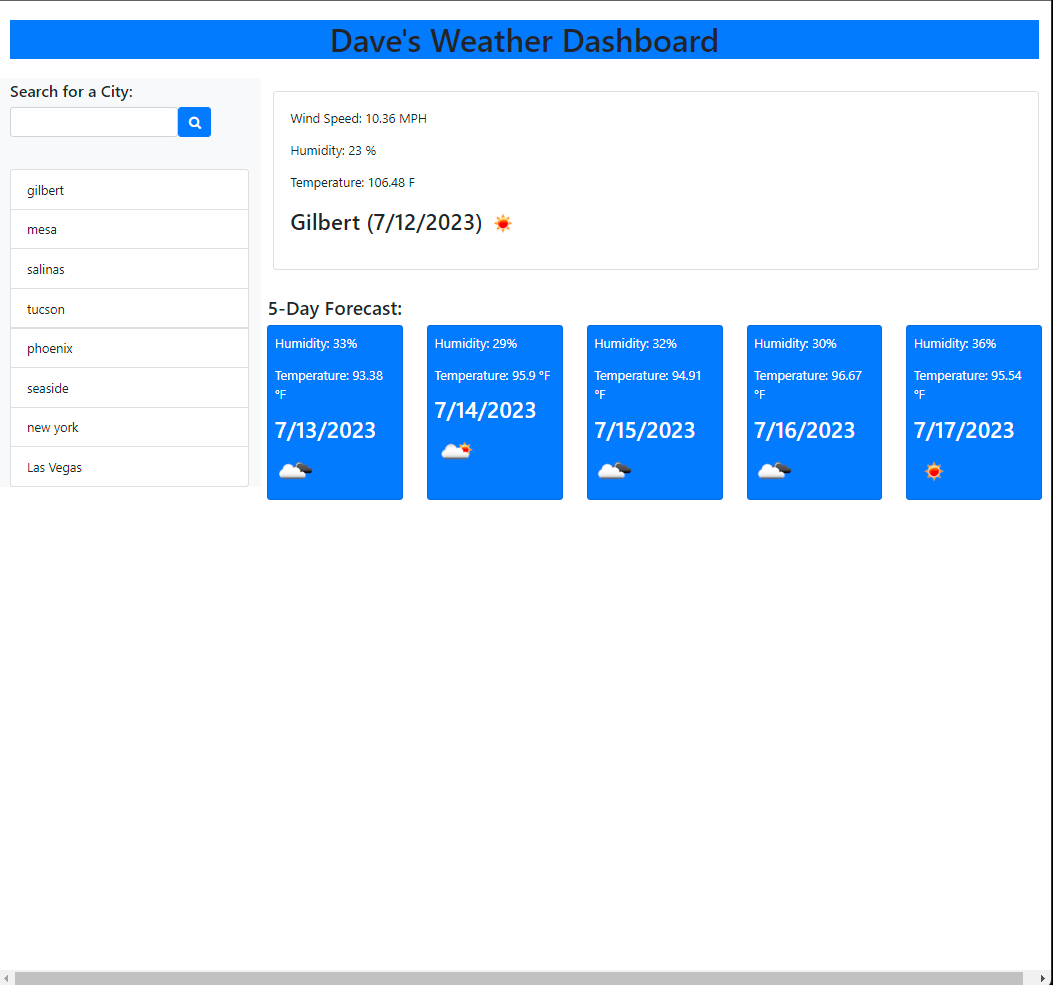 Dave's Weather Dashboard
Search for a City:
gilbert
mesa
salinas
tucson
phoenix
seaside
new york
Las Vegas
Wind Speed: 10.36 MPH
Humidity: 23 %
Temperature: 106.48 F
Gilbert (7/12/2023)
5-Day Forecast:
Humidity: 33%
Temperature: 93.38
°F
7/13/2023
Humidity: 29%
Temperature: 95.9 °F
7/14/2023
Humidity: 32%
Temperature: 94.91
°F
7/15/2023
Humidity: 30%
Temperature: 96.67
°F
7/16/2023
Humidity: 36%
Temperature: 95.54
°F
7/17/2023